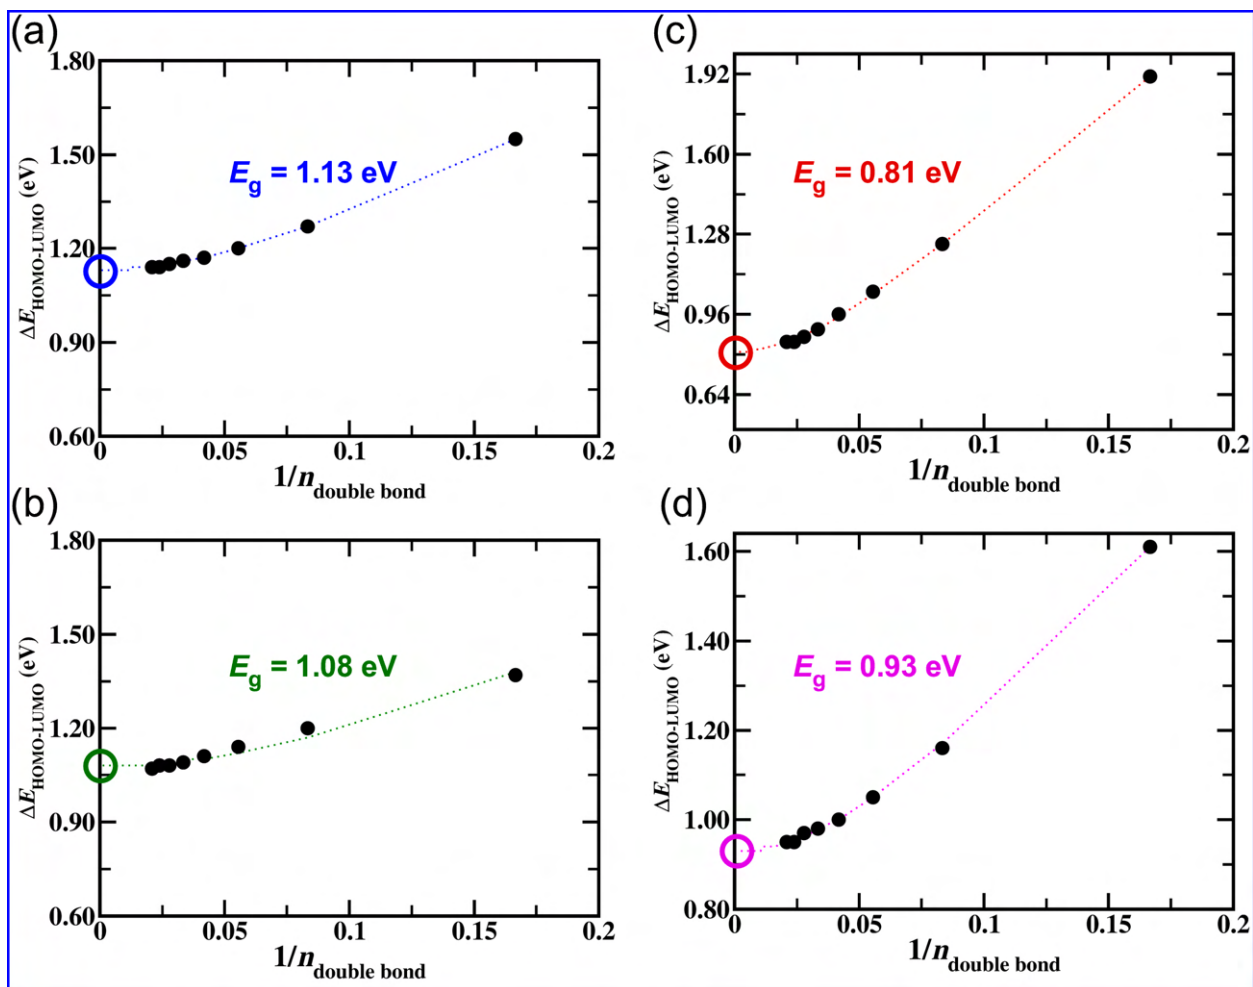 (a)
1.80
1.50
1.20
0.90
0.60
ΔE_HOMO-LUMO (eV)
E_g = 1.13 eV
0 0.05 0.1 0.15 0.2
1/n_double bond
(b)
1.80
1.50
1.20
0.90
0.60
ΔE_HOMO-LUMO (eV)
E_g = 1.08 eV
0 0.05 0.1 0.15 0.2
1/n_double bond
(c)
1.92
1.60
1.28
0.96
0.64
ΔE_HOMO-LUMO (eV)
E_g = 0.81 eV
0 0.05 0.1 0.15 0.2
1/n_double bond
(d)
1.60
1.40
1.20
1.00
0.80
ΔE_HOMO-LUMO (eV)
E_g = 0.93 eV
0 0.05 0.1 0.15 0.2
1/n_double bond